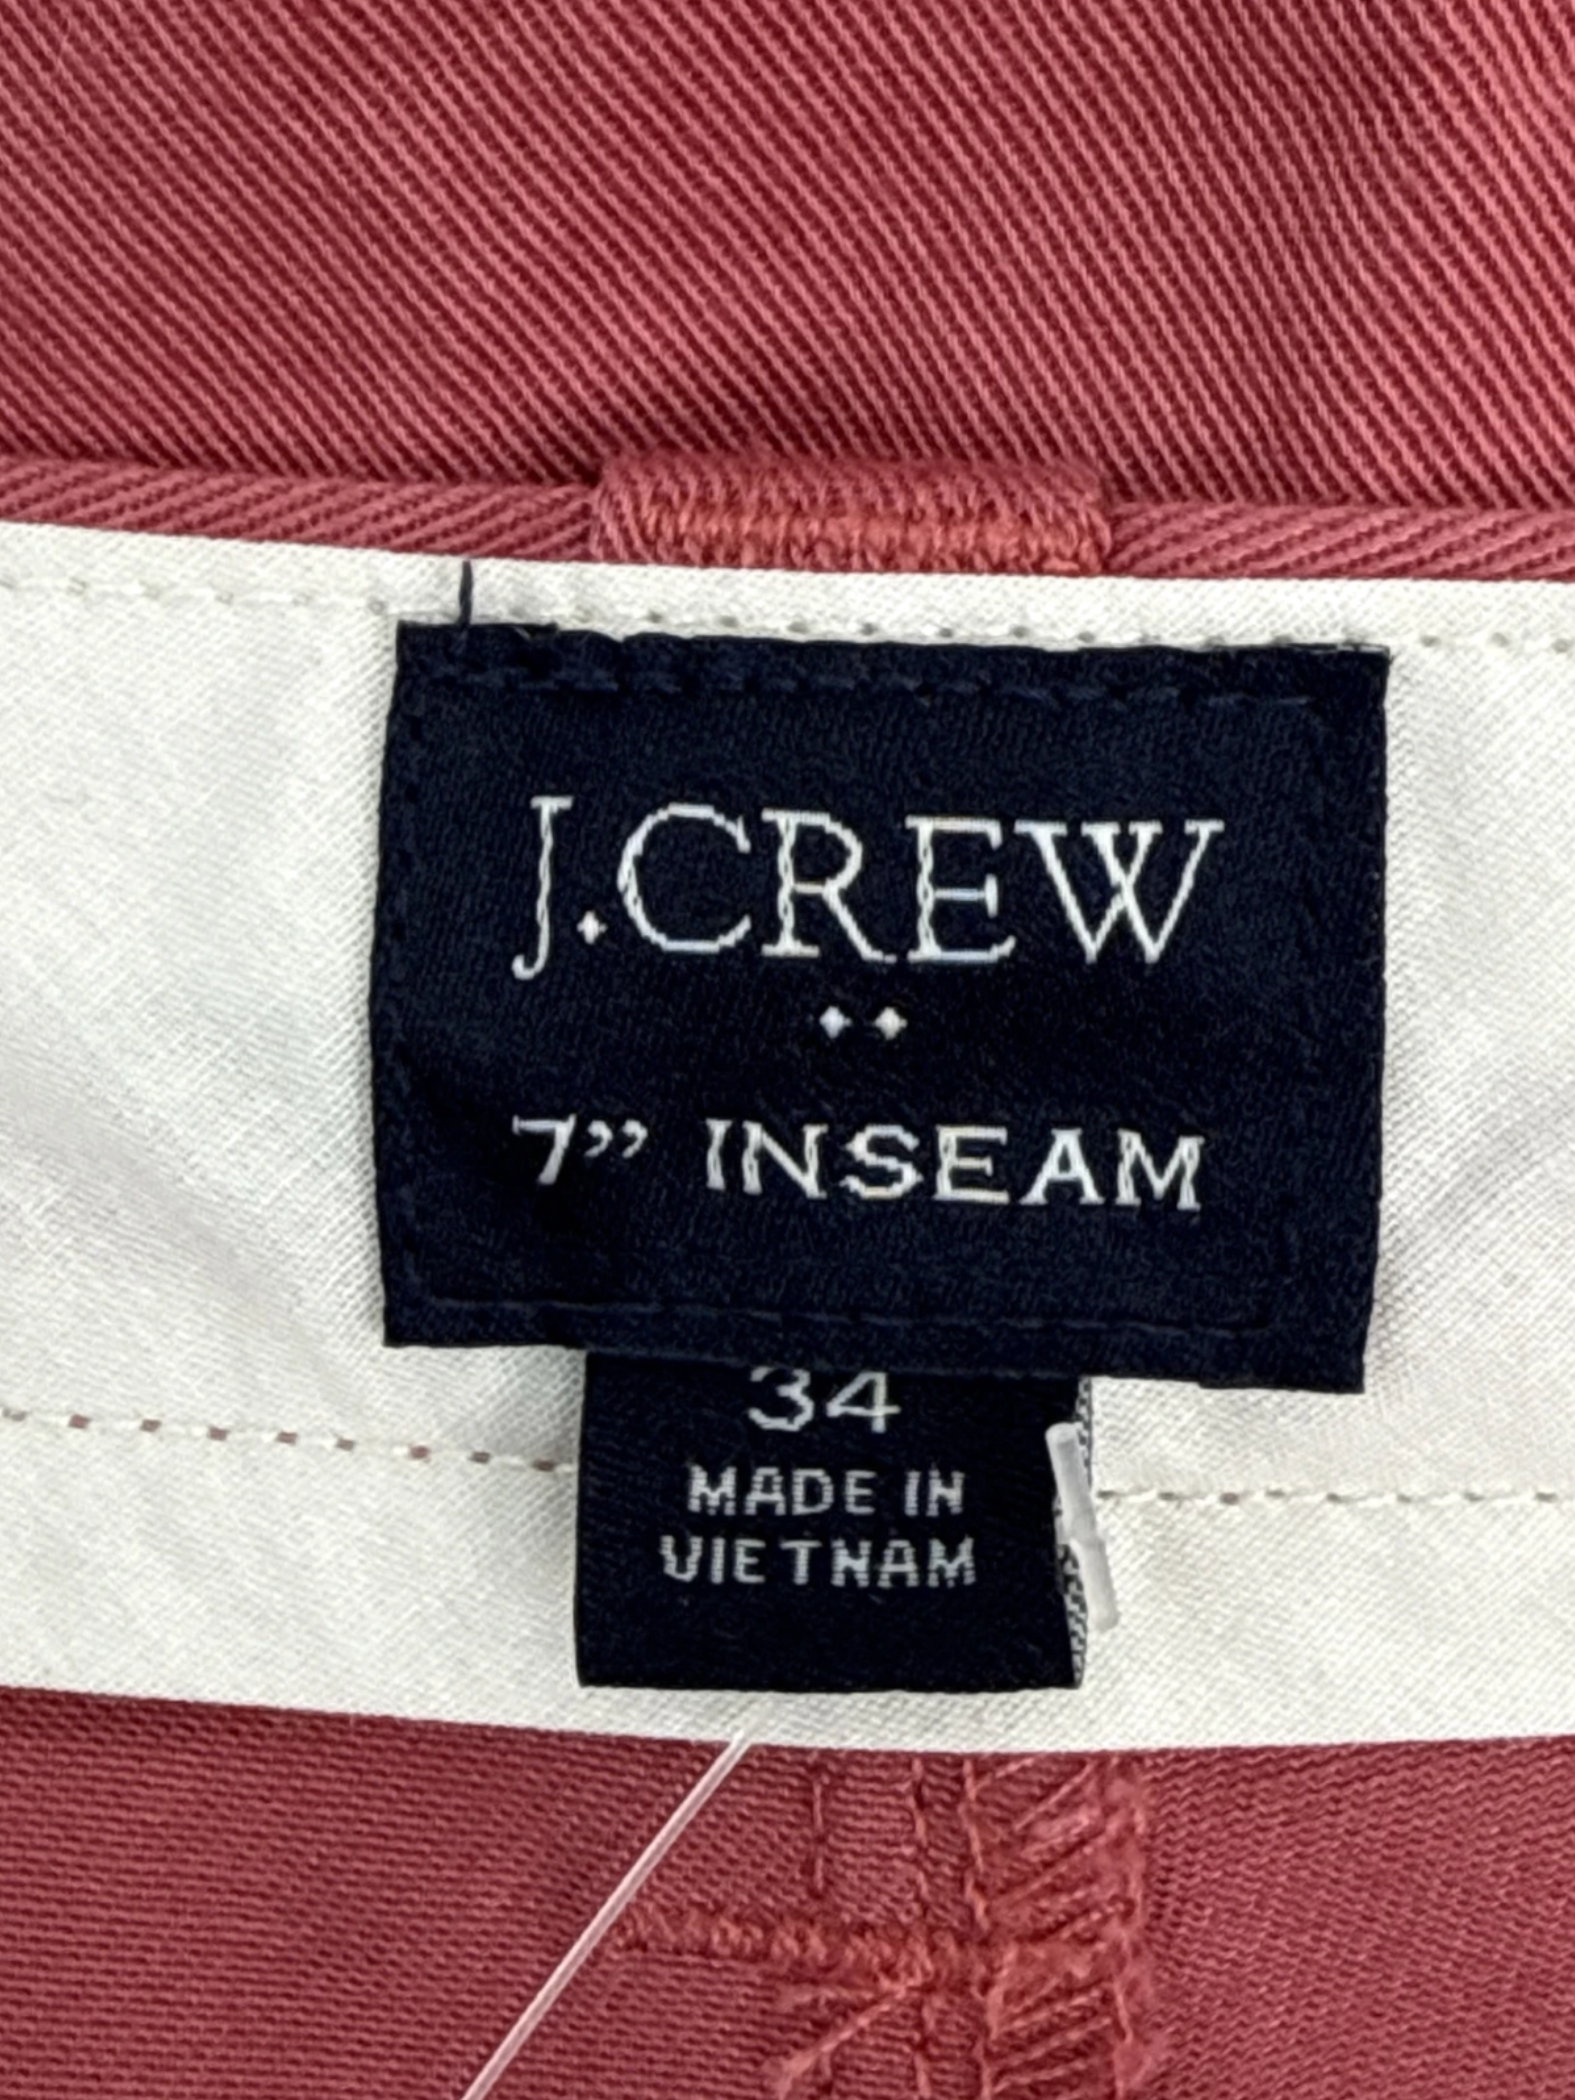 J.CREW
7” INSEAM
34
MADE IN
VIETNAM